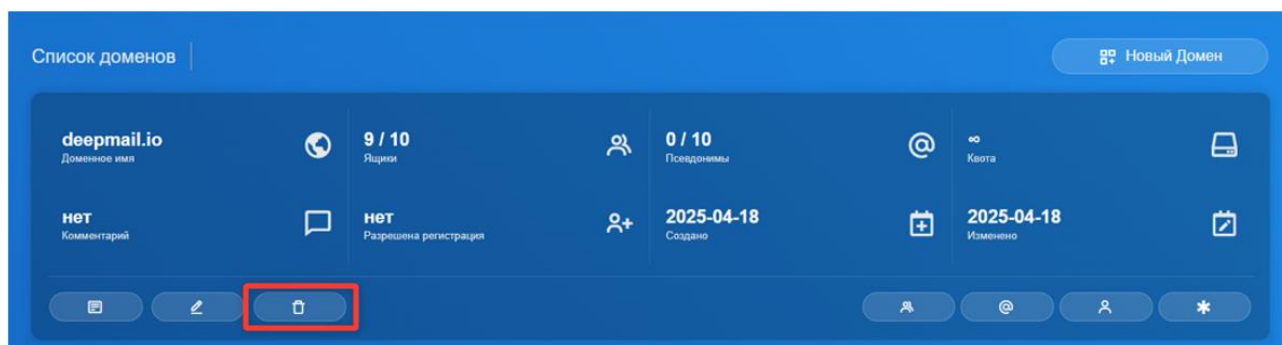 Список доменов
Новый Домен
deepmail.io
Доменное имя
9 / 10
Ящики
0 / 10
Псевдонимы
∞
Квота
нет
Комментарий
нет
Разрешена регистрация
2025-04-18
Создано
2025-04-18
Изменено